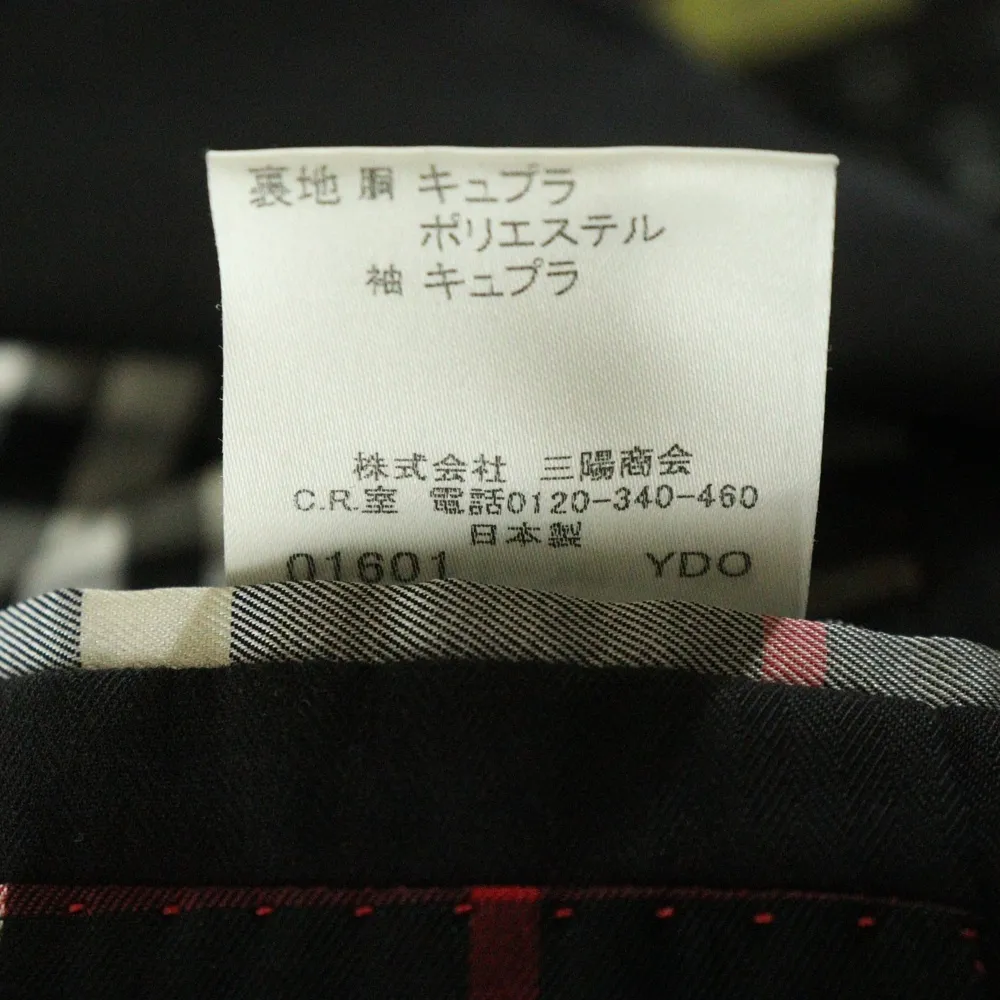 裏地 胴 キュプラ
ポリエステル
袖 キュプラ
株式会社 三陽商会
C.R.室 電話0120-340-460
日本製
01601 YDO